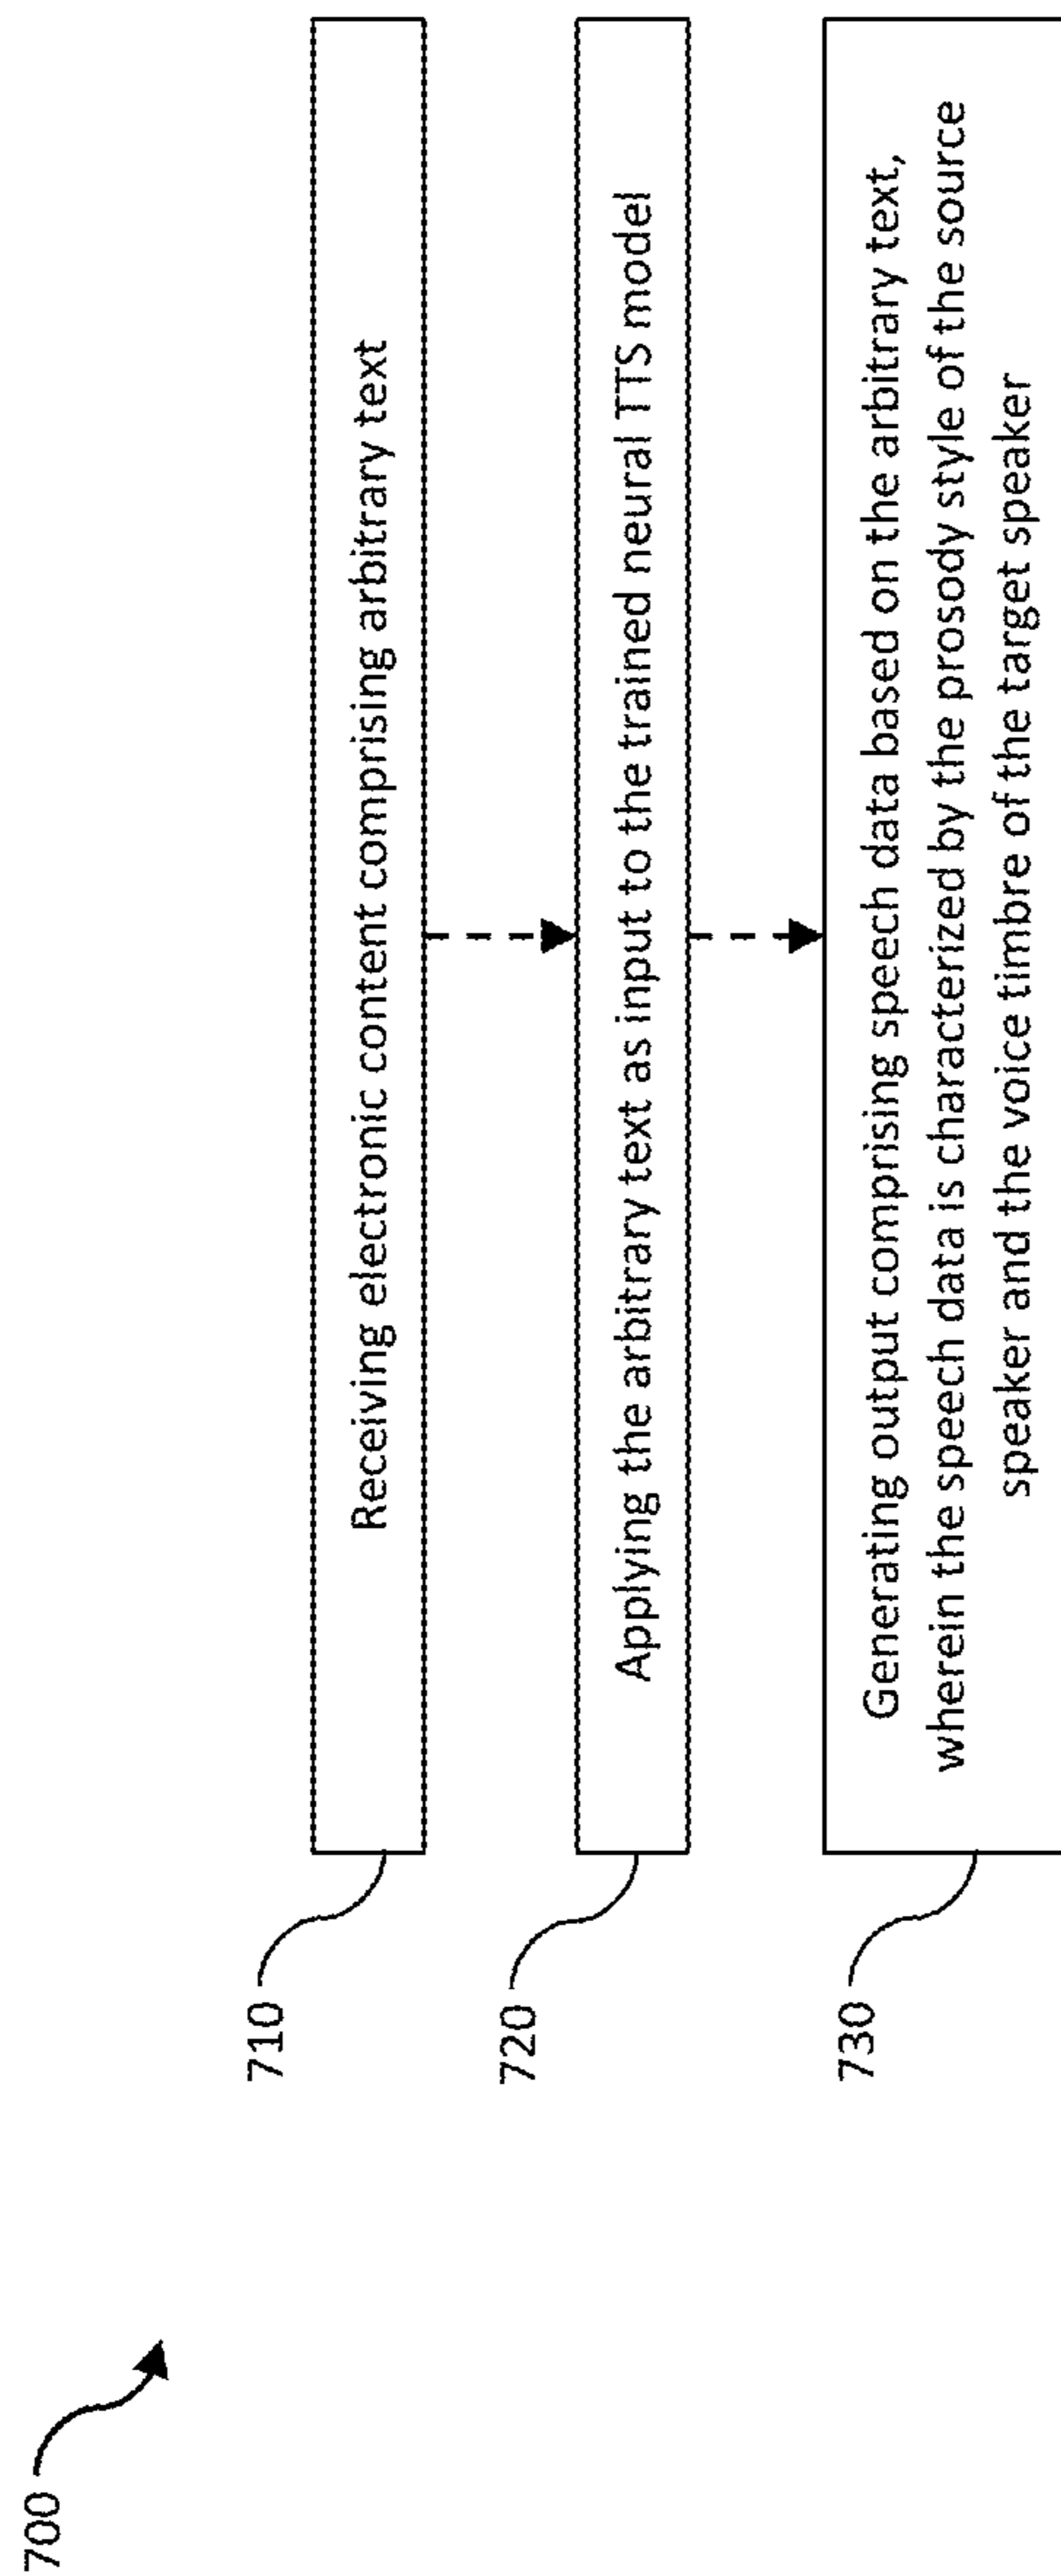 700
710
Receiving electronic content comprising arbitrary text
720
Applying the arbitrary text as input to the trained neural TTS model
730
Generating output comprising speech data based on the arbitrary text,
wherein the speech data is characterized by the prosody style of the source
speaker and the voice timbre of the target speaker